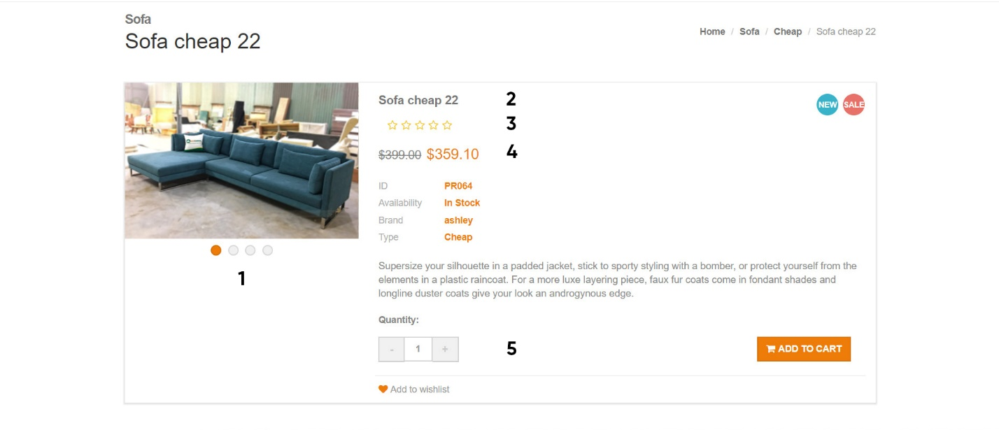 Sofa
Sofa cheap 22
Home / Sofa / Cheap / Sofa cheap 22
Sofa cheap 22
2
NEW
SALE
3
$399.00 $359.10
4
ID PR064
Availability In Stock
Brand ashley
Type Cheap
1
Supersize your silhouette in a padded jacket, stick to sporty styling with a bomber, or protect yourself from the
elements in a plastic raincoat. For a more luxe layering piece, faux fur coats come in fondant shades and
longline duster coats give your look an androgynous edge.
Quantity:
- 1 +
5
ADD TO CART
Add to wishlist